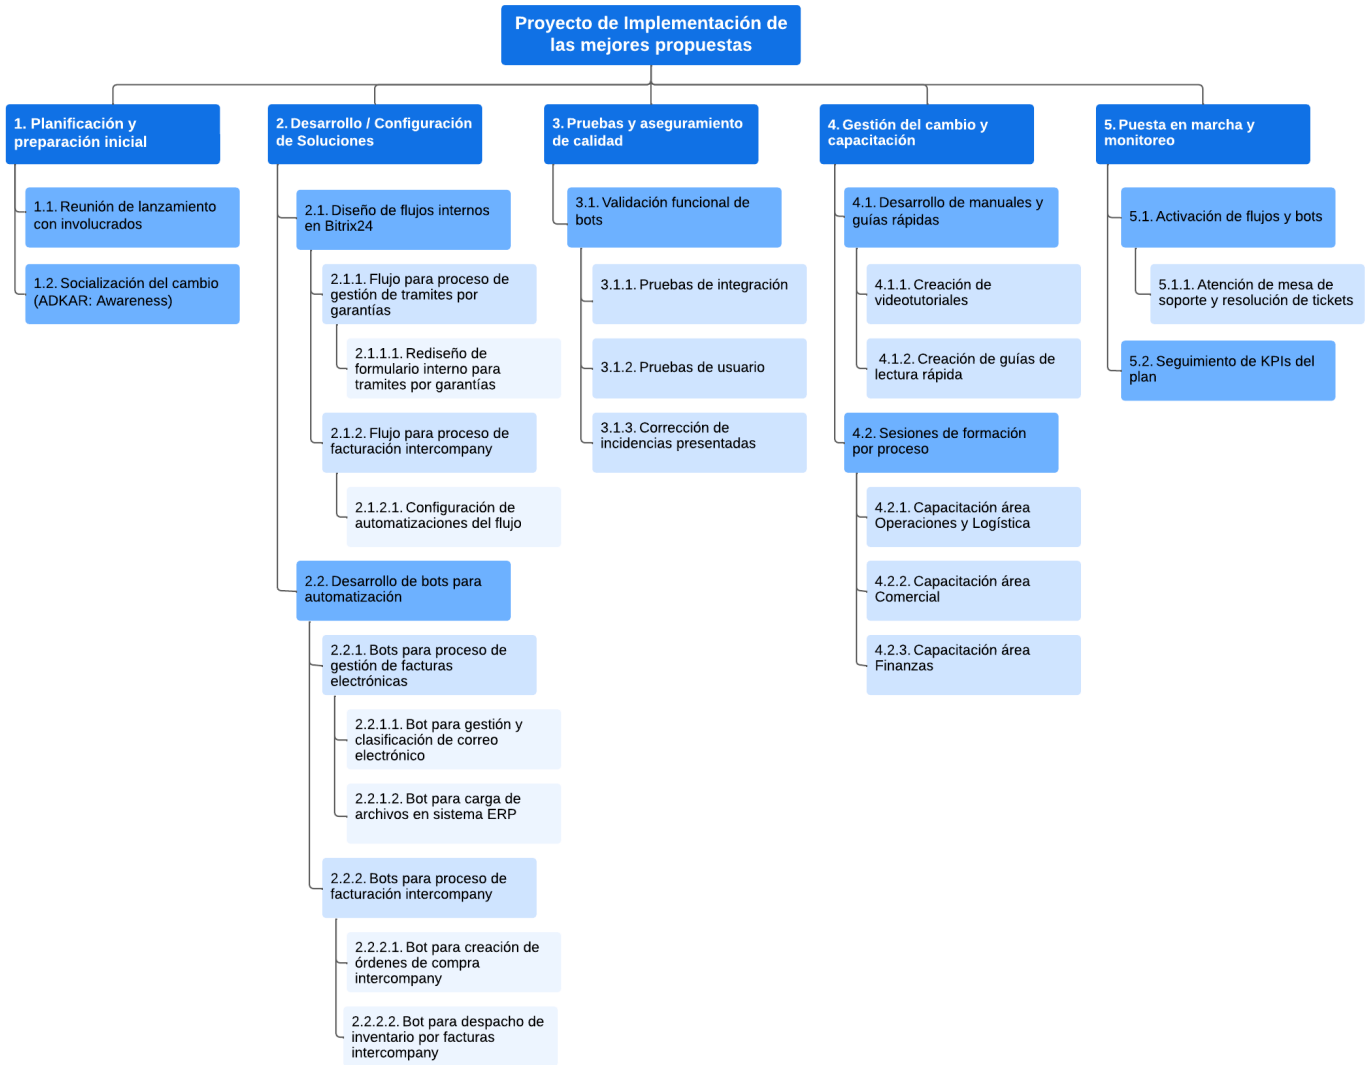 Proyecto de Implementación de
las mejores propuestas
1. Planificación y
preparación inicial
1.1. Reunión de lanzamiento
con involucrados
1.2. Socialización del cambio
(ADKAR: Awareness)
2. Desarrollo / Configuración
de Soluciones
2.1. Diseño de flujos internos
en Bitrix24
2.1.1. Flujo para proceso de
gestión de tramites por
garantías
2.1.1.1. Rediseño de
formulario interno para
tramites por garantías
2.1.2. Flujo para proceso de
facturación intercompany
2.1.2.1. Configuración de
automatizaciones del flujo
2.2. Desarrollo de bots para
automatización
2.2.1. Bots para proceso de
gestión de facturas
electrónicas
2.2.1.1. Bot para gestión y
clasificación de correo
electrónico
2.2.1.2. Bot para carga de
archivos en sistema ERP
2.2.2. Bots para proceso de
facturación intercompany
2.2.2.1. Bot para creación de
órdenes de compra
intercompany
2.2.2.2. Bot para despacho de
inventario por facturas
intercompany
3. Pruebas y aseguramiento
de calidad
3.1. Validación funcional de
bots
3.1.1. Pruebas de integración
3.1.2. Pruebas de usuario
3.1.3. Corrección de
incidencias presentadas
4. Gestión del cambio y
capacitación
4.1. Desarrollo de manuales y
guías rápidas
4.1.1. Creación de
videotutoriales
4.1.2. Creación de guías de
lectura rápida
4.2. Sesiones de formación
por proceso
4.2.1. Capacitación área
Operaciones y Logística
4.2.2. Capacitación área
Comercial
4.2.3. Capacitación área
Finanzas
5. Puesta en marcha y
monitoreo
5.1. Activación de flujos y bots
5.1.1. Atención de mesa de
soporte y resolución de tickets
5.2. Seguimiento de KPIs del
plan